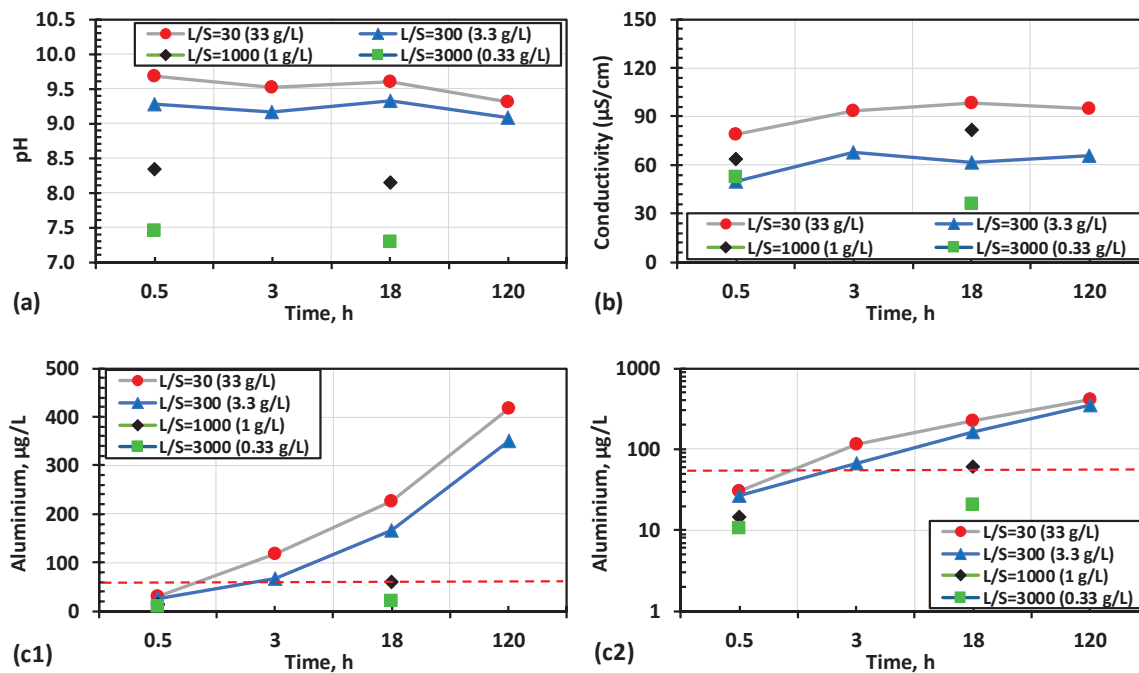 10.5
10.0
9.5
9.0
8.5
8.0
7.5
7.0
pH
L/S=30 (33 g/L) L/S=300 (3.3 g/L)
L/S=1000 (1 g/L) L/S=3000 (0.33 g/L)
0.5 3 18 120
Time, h
(a)
150
120
90
60
30
0
Conductivity (µS/cm)
L/S=30 (33 g/L) L/S=300 (3.3 g/L)
L/S=1000 (1 g/L) L/S=3000 (0.33 g/L)
0.5 3 18 120
Time, h
(b)
500
400
300
200
100
0
Aluminium, µg/L
L/S=30 (33 g/L)
L/S=300 (3.3 g/L)
L/S=1000 (1 g/L)
L/S=3000 (0.33 g/L)
0.5 3 18 120
Time, h
(c1)
1000
100
10
1
Aluminium, µg/L
L/S=30 (33 g/L)
L/S=300 (3.3 g/L)
L/S=1000 (1 g/L)
L/S=3000 (0.33 g/L)
0.5 3 18 120
Time, h
(c2)